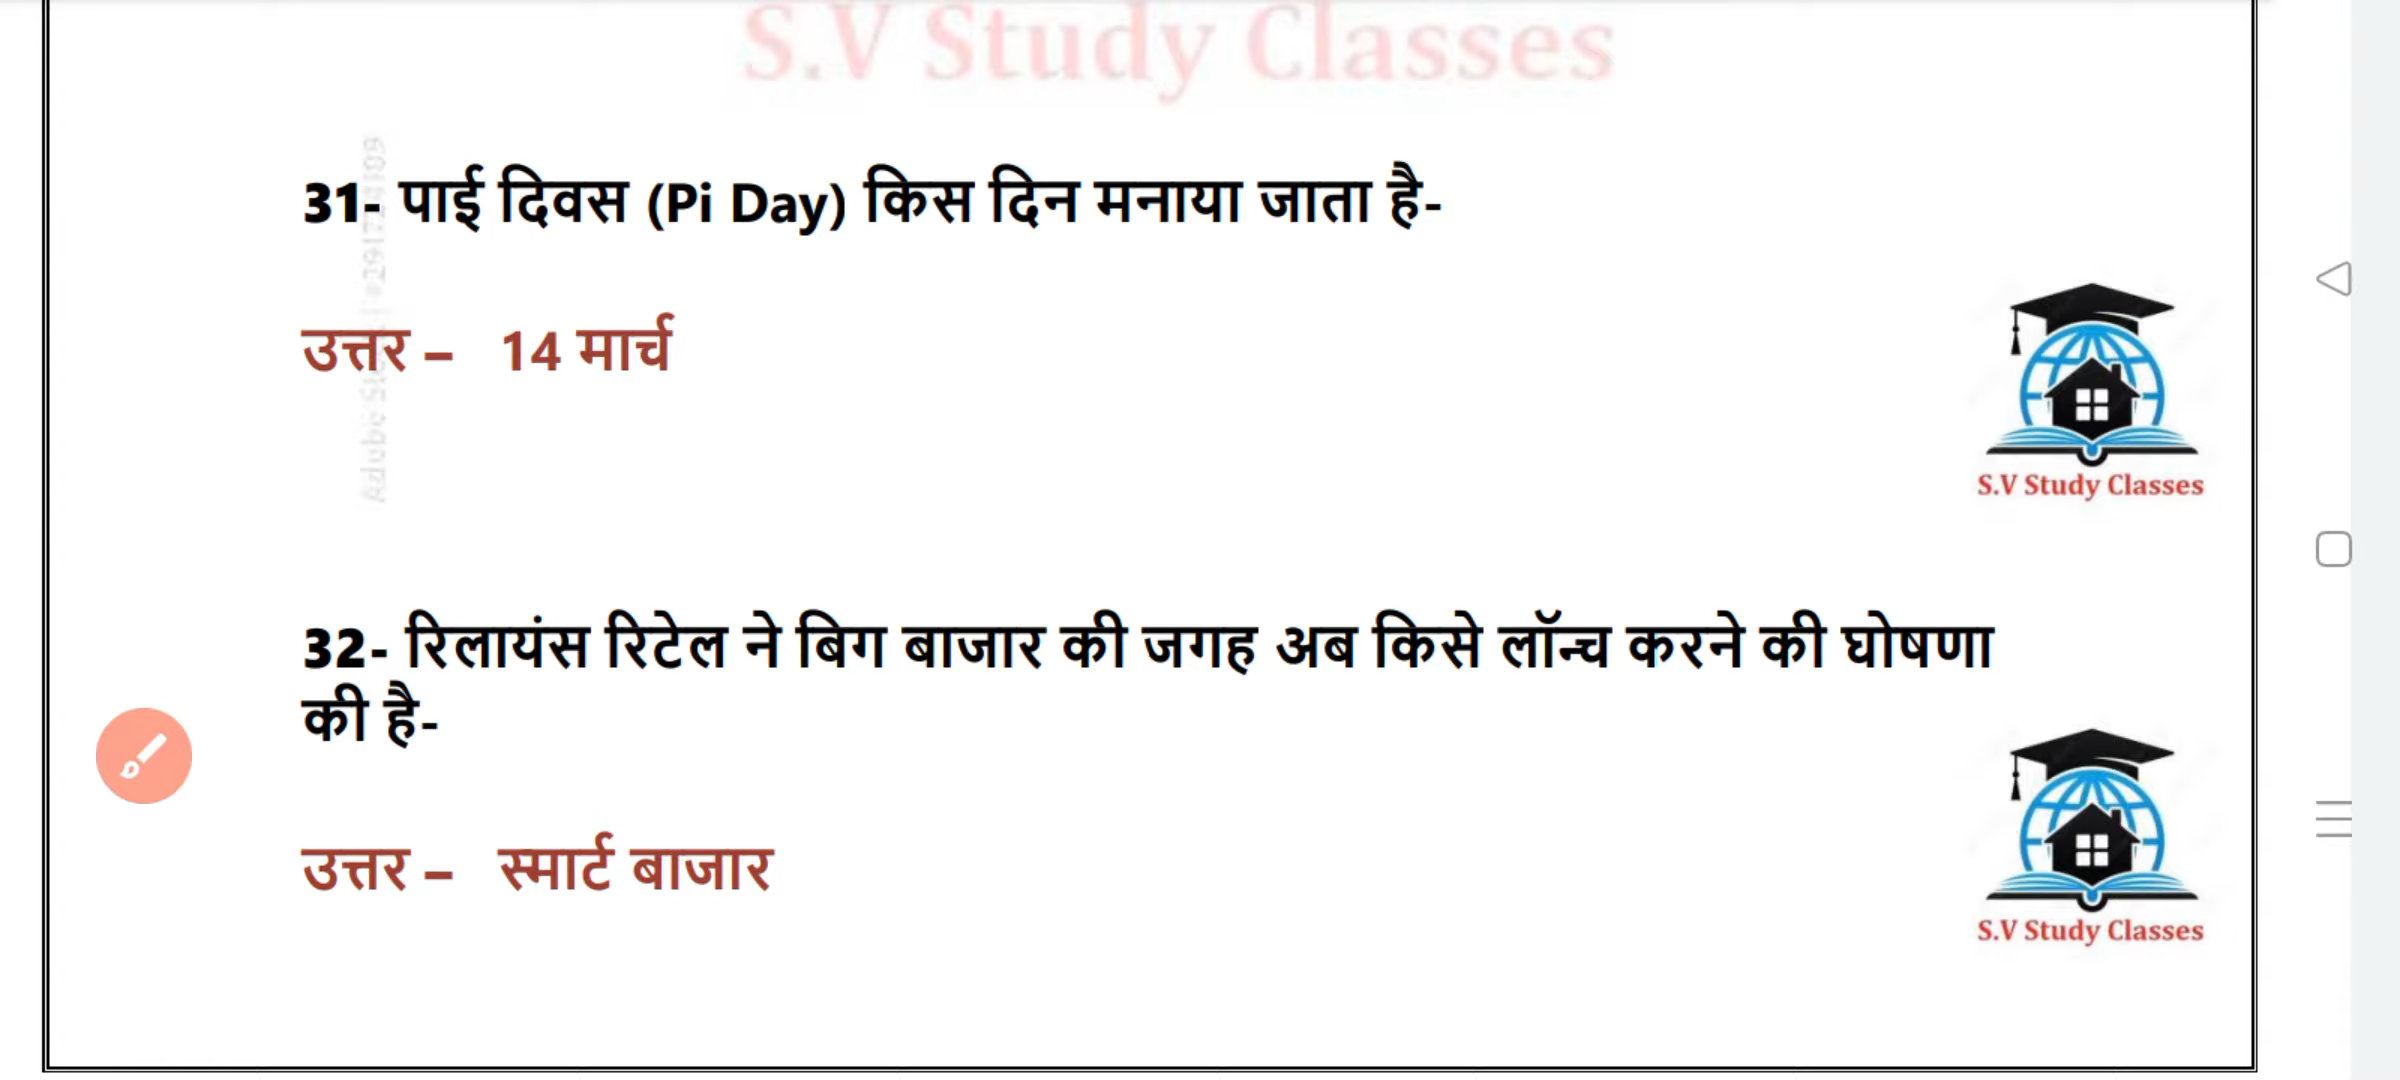 S.V Study Classes
31- पाई दिवस (Pi Day) किस दिन मनाया जाता है-
उत्तर – 14 मार्च
S.V Study Classes
32- रिलायंस रिटेल ने बिग बाजार की जगह अब किसे लॉन्च करने की घोषणा
की है-
उत्तर – स्मार्ट बाजार
S.V Study Classes